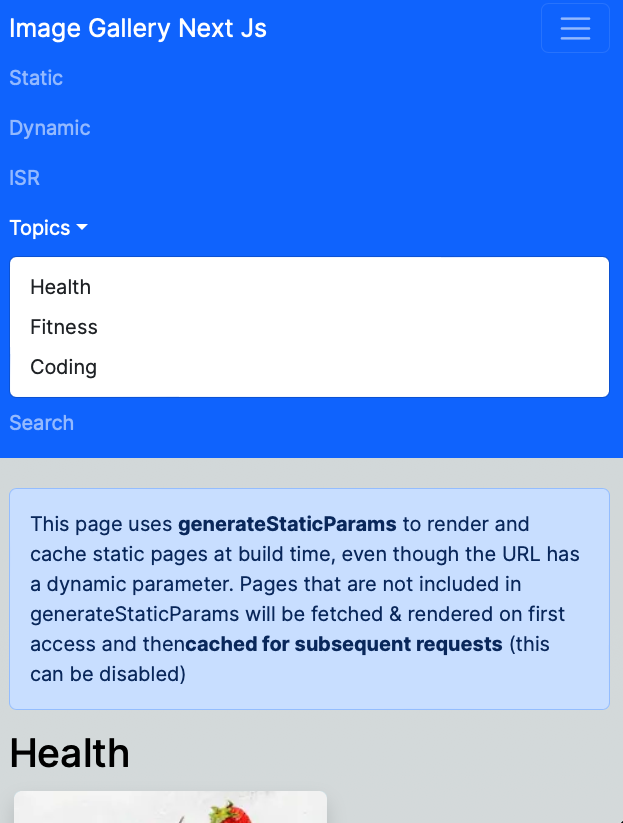 Image Gallery Next Js
Static
Dynamic
ISR
Topics
Health
Fitness
Coding
Search
This page uses generateStaticParams to render and
cache static pages at build time, even though the URL has
a dynamic parameter. Pages that are not included in
generateStaticParams will be fetched & rendered on first
access and thencached for subsequent requests (this
can be disabled)
Health